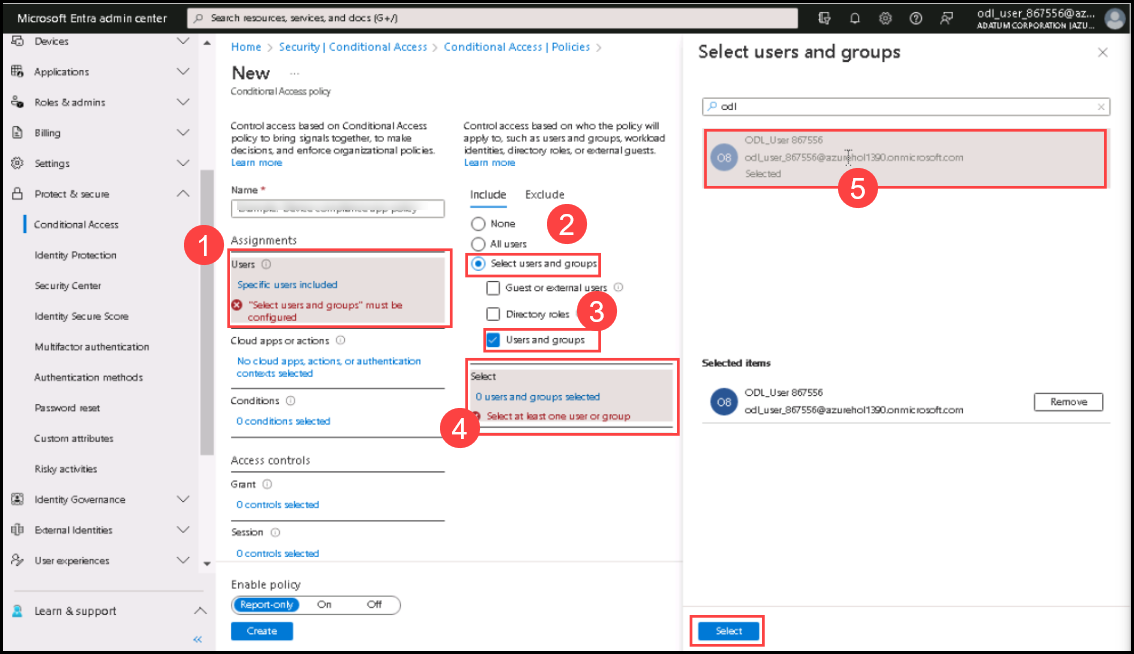 Microsoft Entra admin center
Search resources, services, and docs (G+/)
odl_user_867556@az...
ADATUM CORPORATION (AZU...
Devices
Applications
Roles & admins
Billing
Settings
Protect & secure
Conditional Access
Identity Protection
Security Center
Identity Secure Score
Multifactor authentication
Authentication methods
Password reset
Custom attributes
Risky activities
Identity Governance
External Identities
User experiences
Learn & support
«
Home > Security | Conditional Access > Conditional Access | Policies >
New ...
Conditional Access policy
Control access based on Conditional Access
policy to bring signals together, to make
decisions, and enforce organizational policies.
Learn more
Name *
Example: 'Device compliance app policy'
1
Assignments
Users
Specific users included
"Select users and groups" must be
configured
Cloud apps or actions
No cloud apps, actions, or authentication
contexts selected
Conditions
0 conditions selected
Access controls
Grant
0 controls selected
Session
0 controls selected
Enable policy
Report-only On Off
Create
Control access based on who the policy will
apply to, such as users and groups, workload
identities, directory roles, or external guests.
Learn more
Include Exclude
None
2
All users
Select users and groups
Guest or external users
3
Directory roles
Users and groups
Select
0 users and groups selected
4
Select at least one user or group
Select users and groups
odl
O8
ODL_User 867556
odl_user_867556@azurehol1390.onmicrosoft.com
Selected
5
Selected items
O8
ODL_User 867556
odl_user_867556@azurehol1390.onmicrosoft.com
Remove
Select